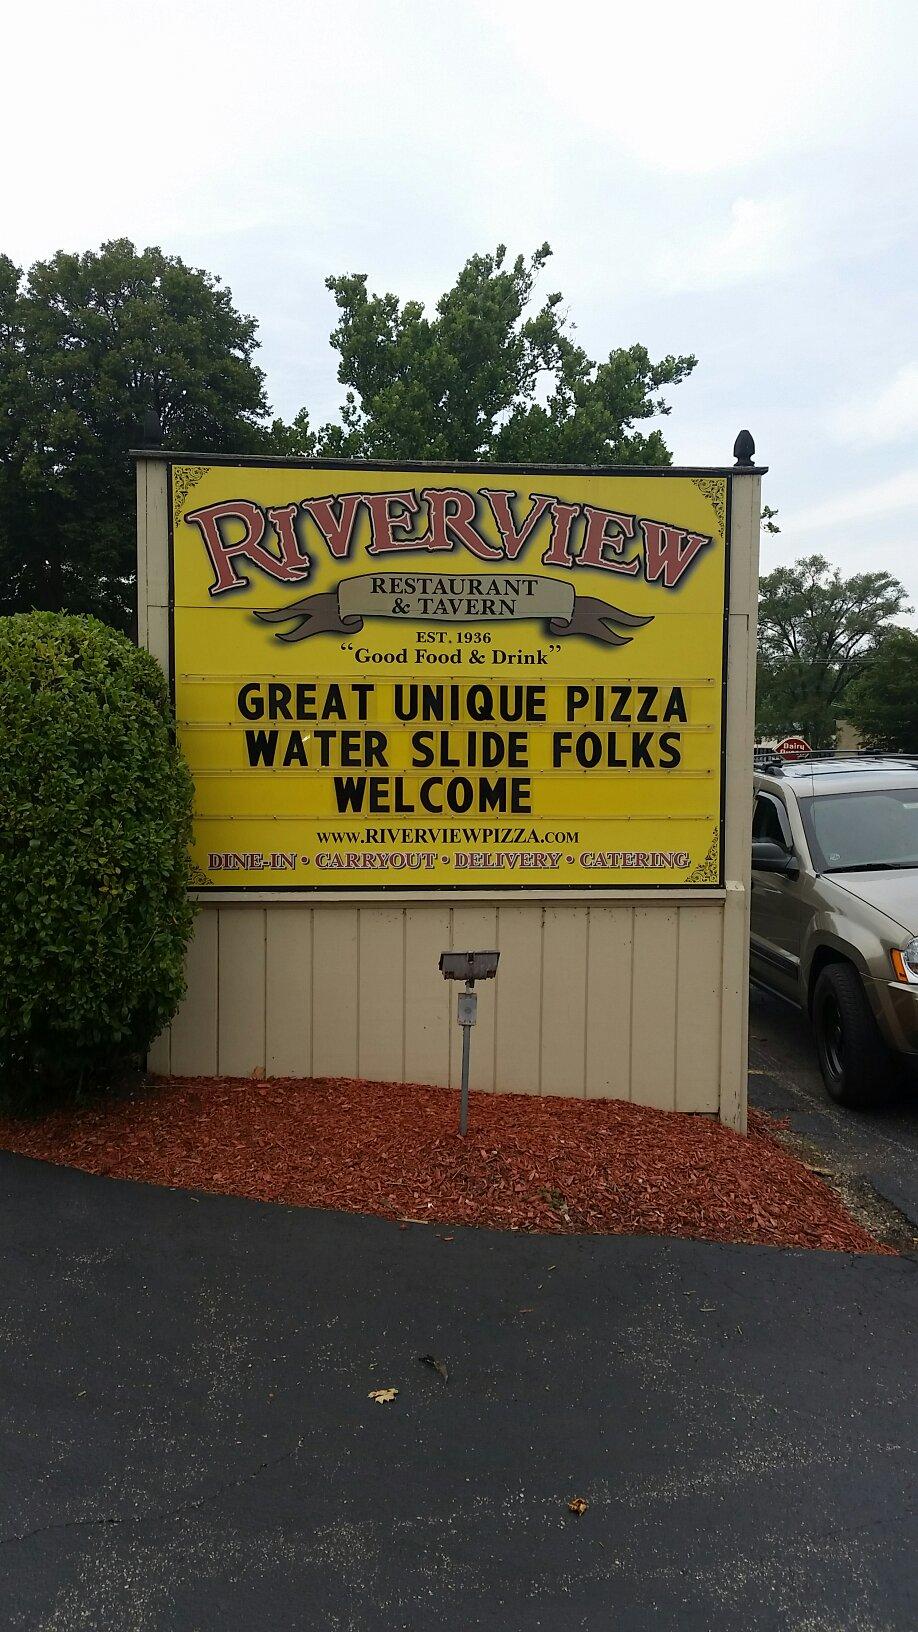 RIVERVIEW
RESTAURANT
& TAVERN
EST. 1936
“Good Food & Drink”
GREAT UNIQUE PIZZA
WATER SLIDE FOLKS
WELCOME
WWW.RIVERVIEWPIZZA.COM
DINE-IN • CARRYOUT • DELIVERY • CATERING
Dairy